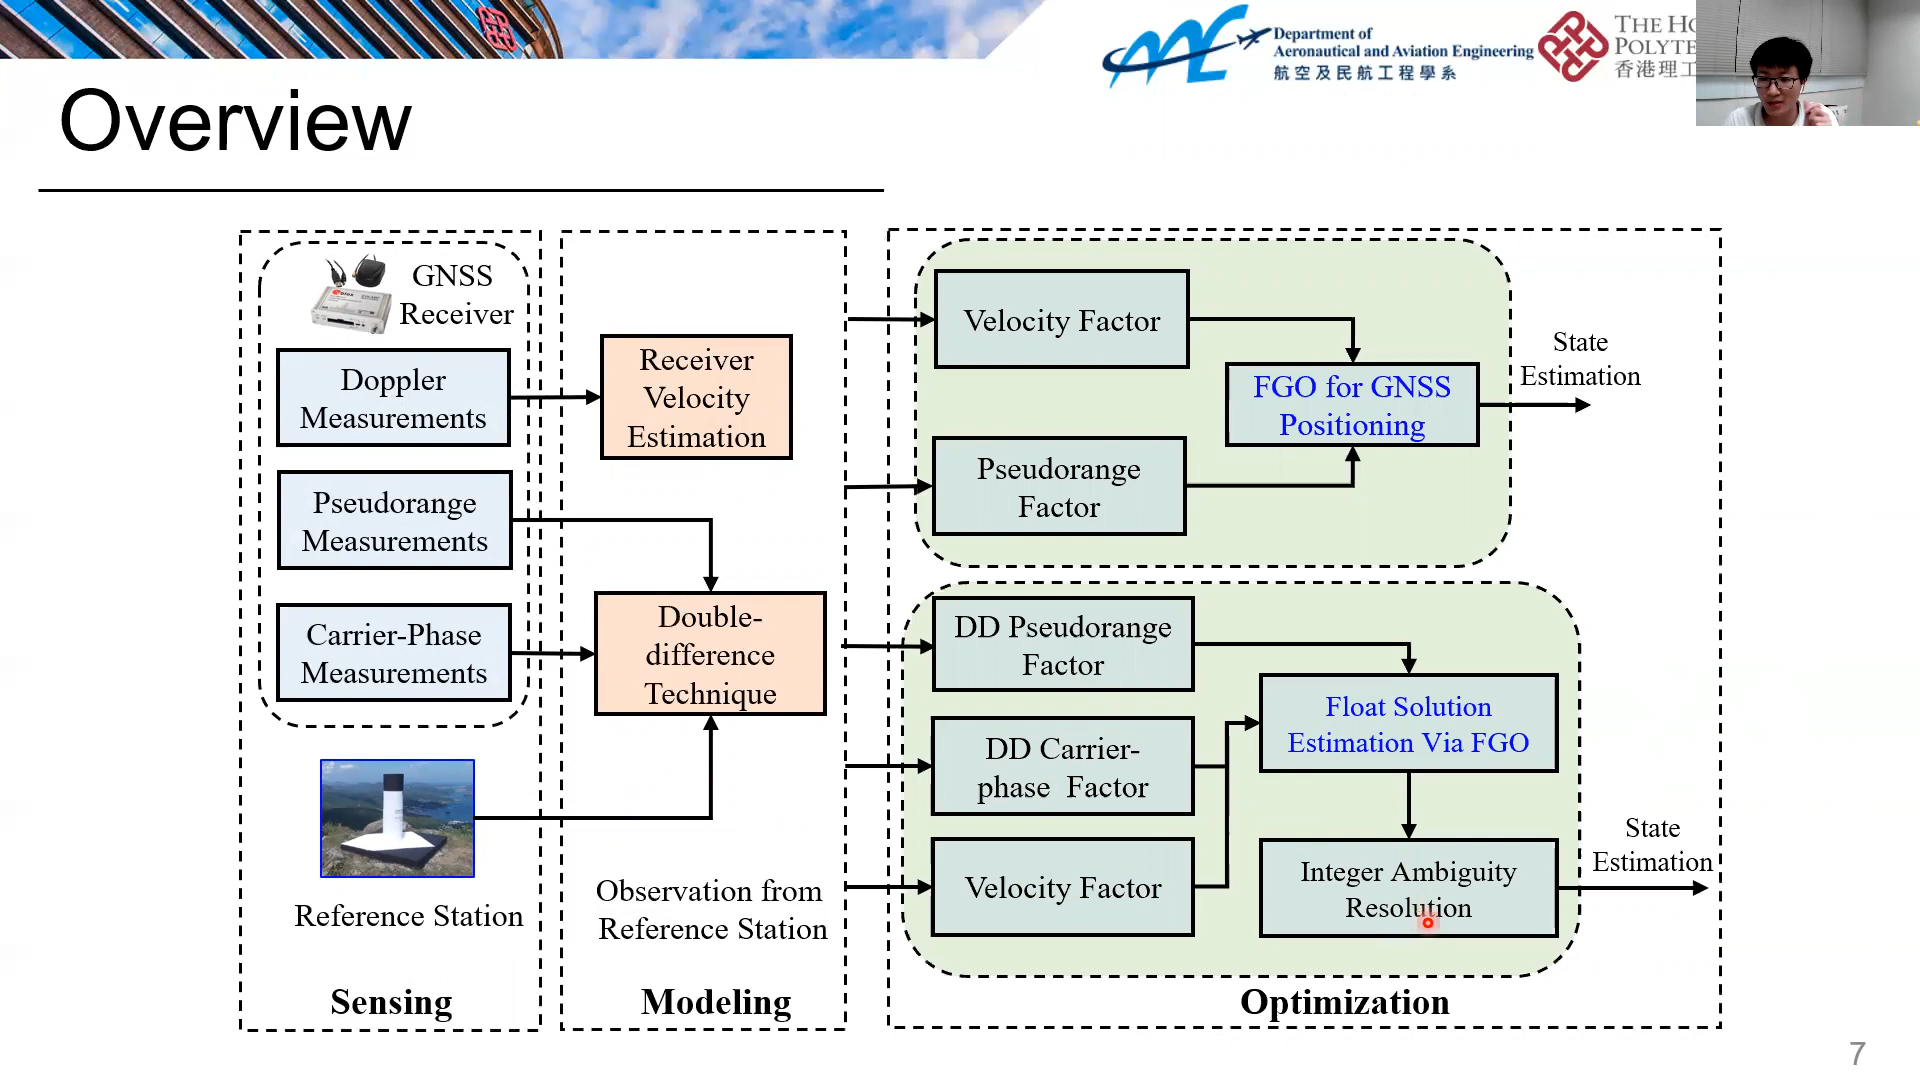 Department of
Aeronautical and Aviation Engineering
航空及民航工程學系
THE HO
POLYTE
香港理工
Overview
GNSS
Receiver
Doppler
Measurements
Pseudorange
Measurements
Carrier-Phase
Measurements
Reference Station
Sensing
Receiver
Velocity
Estimation
Double-
difference
Technique
Observation from
Reference Station
Modeling
Velocity Factor
Pseudorange
Factor
FGO for GNSS
Positioning
State
Estimation
DD Pseudorange
Factor
DD Carrier-
phase Factor
Velocity Factor
Float Solution
Estimation Via FGO
Integer Ambiguity
Resolution
State
Estimation
Optimization
7